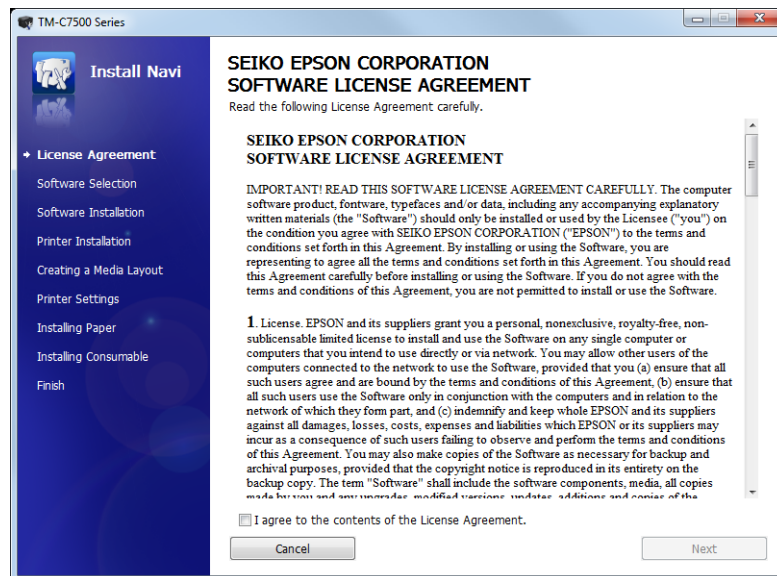 TM-C7500 Series
Install Navi
License Agreement
Software Selection
Software Installation
Printer Installation
Creating a Media Layout
Printer Settings
Installing Paper
Installing Consumable
Finish
SEIKO EPSON CORPORATION
SOFTWARE LICENSE AGREEMENT
Read the following License Agreement carefully.
SEIKO EPSON CORPORATION
SOFTWARE LICENSE AGREEMENT
IMPORTANT! READ THIS SOFTWARE LICENSE AGREEMENT CAREFULLY. The computer
software product, fontware, typefaces and/or data, including any accompanying explanatory
written materials (the "Software") should only be installed or used by the Licensee ("you") on
the condition you agree with SEIKO EPSON CORPORATION ("EPSON") to the terms and
conditions set forth in this Agreement. By installing or using the Software, you are
representing to agree all the terms and conditions set forth in this Agreement. You should read
this Agreement carefully before installing or using the Software. If you do not agree with the
terms and conditions of this Agreement, you are not permitted to install or use the Software.
1. License. EPSON and its suppliers grant you a personal, nonexclusive, royalty-free, non-
sublicensable limited license to install and use the Software on any single computer or
computers that you intend to use directly or via network. You may allow other users of the
computers connected to the network to use the Software, provided that you (a) ensure that all
such users agree and are bound by the terms and conditions of this Agreement, (b) ensure that
all such users use the Software only in conjunction with the computers and in relation to the
network of which they form part, and (c) indemnify and keep whole EPSON and its suppliers
against all damages, losses, costs, expenses and liabilities which EPSON or its suppliers may
incur as a consequence of such users failing to observe and perform the terms and conditions
of this Agreement. You may also make copies of the Software as necessary for backup and
archival purposes, provided that the copyright notice is reproduced in its entirety on the
backup copy. The term "Software" shall include the software components, media, all copies
made by you and any upgrades, modified versions, updates, additions and copies of the
I agree to the contents of the License Agreement.
Cancel
Next